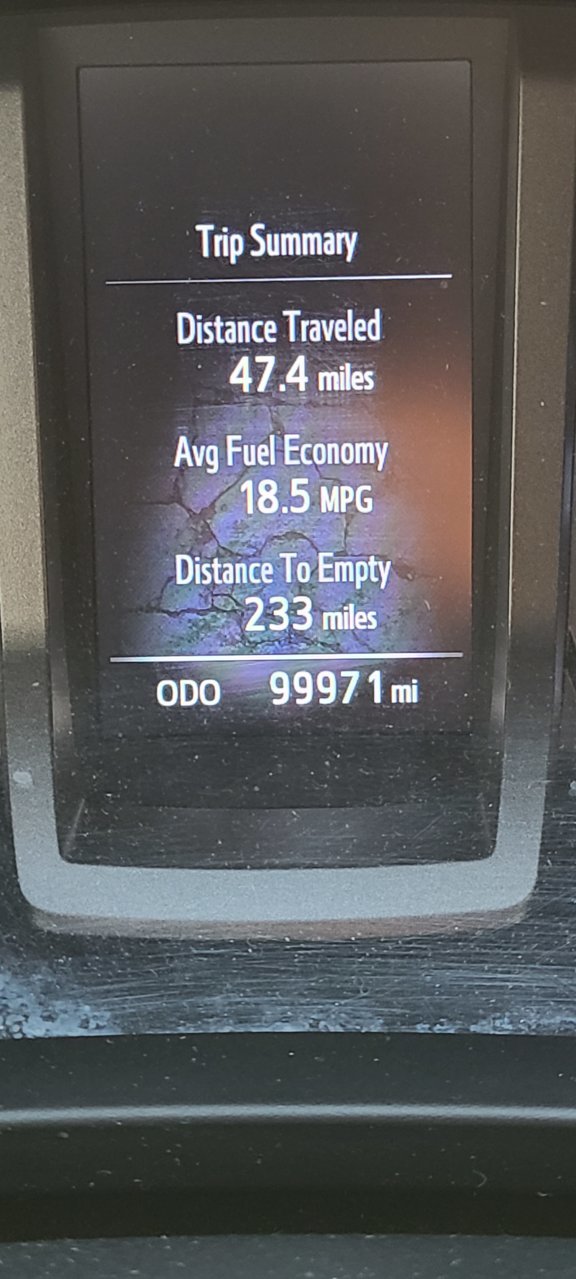 Trip Summary
Distance Traveled
47.4 miles
Avg Fuel Economy
18.5 MPG
Distance To Empty
233 miles
ODO 99971 mi